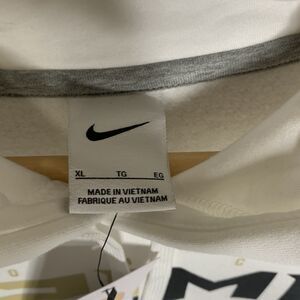 XL TG EG
MADE IN VIETNAM
FABRIQUE AU VIETNAM